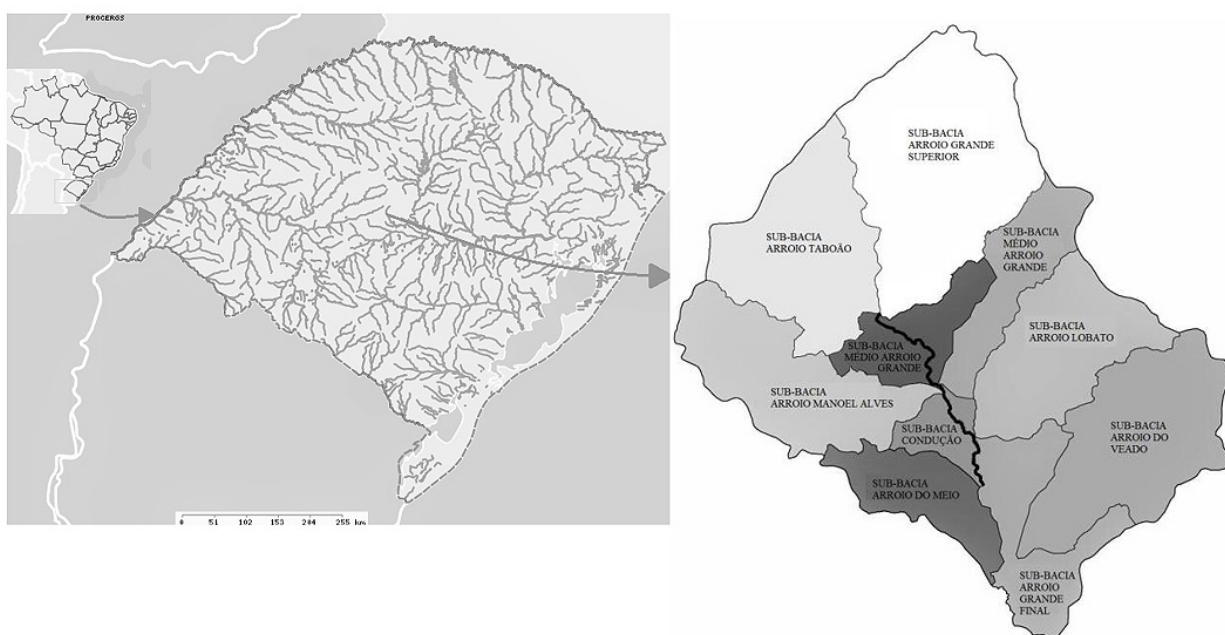 PROCERGS
0 51 102 153 204 255 km
SUB-BACIA
ARROIO GRANDE
SUPERIOR
SUB-BACIA
ARROIO TABOÃO
SUB-BACIA
MÉDIO
ARROIO
GRANDE
SUB-BACIA
ARROIO LOBATO
SUB-BACIA
MÉDIO ARROIO
GRANDE
SUB-BACIA
ARROIO MANOEL ALVES
SUB-BACIA
CONDUÇÃO
SUB-BACIA
ARROIO DO
VEADO
SUB-BACIA
ARROIO DO MEIO
SUB-BACIA
ARROIO
GRANDE
FINAL